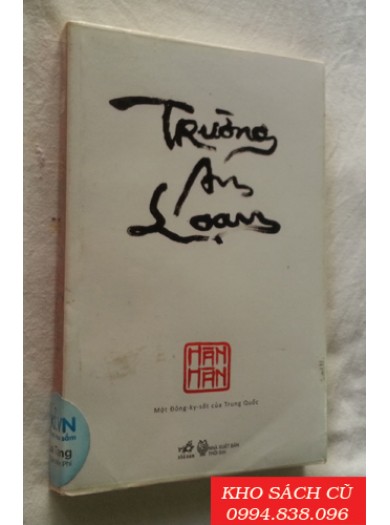 Trường
An
Loạn
HÀN
HÀN
Một Đông ky-sốt của Trung Quốc
KHO SÁCH CŨ
0994.838.096